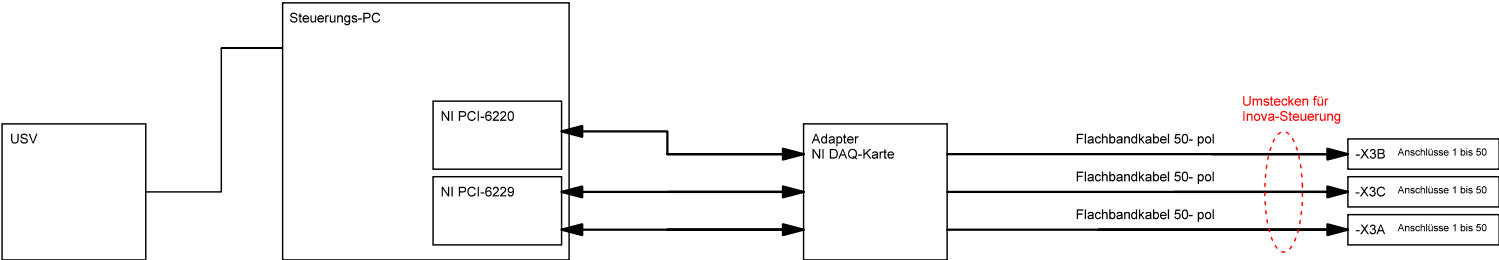 Steuerungs-PC
NI PCI-6220
USV
NI PCI-6229
Adapter
NI DAQ-Karte
Umstecken für
Inova-Steuerung
Flachbandkabel 50- pol
-X3B Anschlüsse 1 bis 50
Flachbandkabel 50- pol
-X3C Anschlüsse 1 bis 50
Flachbandkabel 50- pol
-X3A Anschlüsse 1 bis 50